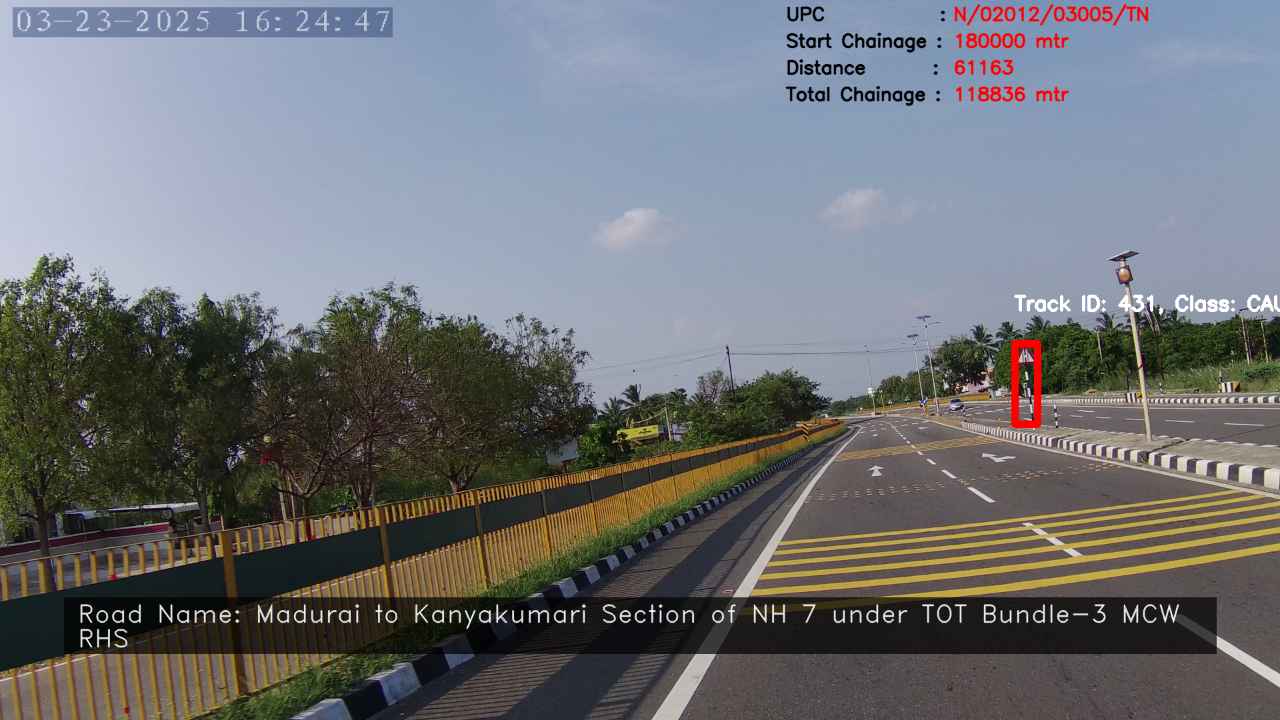 03-23-2025 16:24:47
UPC : N/02012/03005/TN
Start Chainage : 180000 mtr
Distance : 61163
Total Chainage : 118836 mtr
Track ID: 431, Class: CAU
Road Name: Madurai to Kanyakumari Section of NH 7 under TOT Bundle-3 MCW
RHS